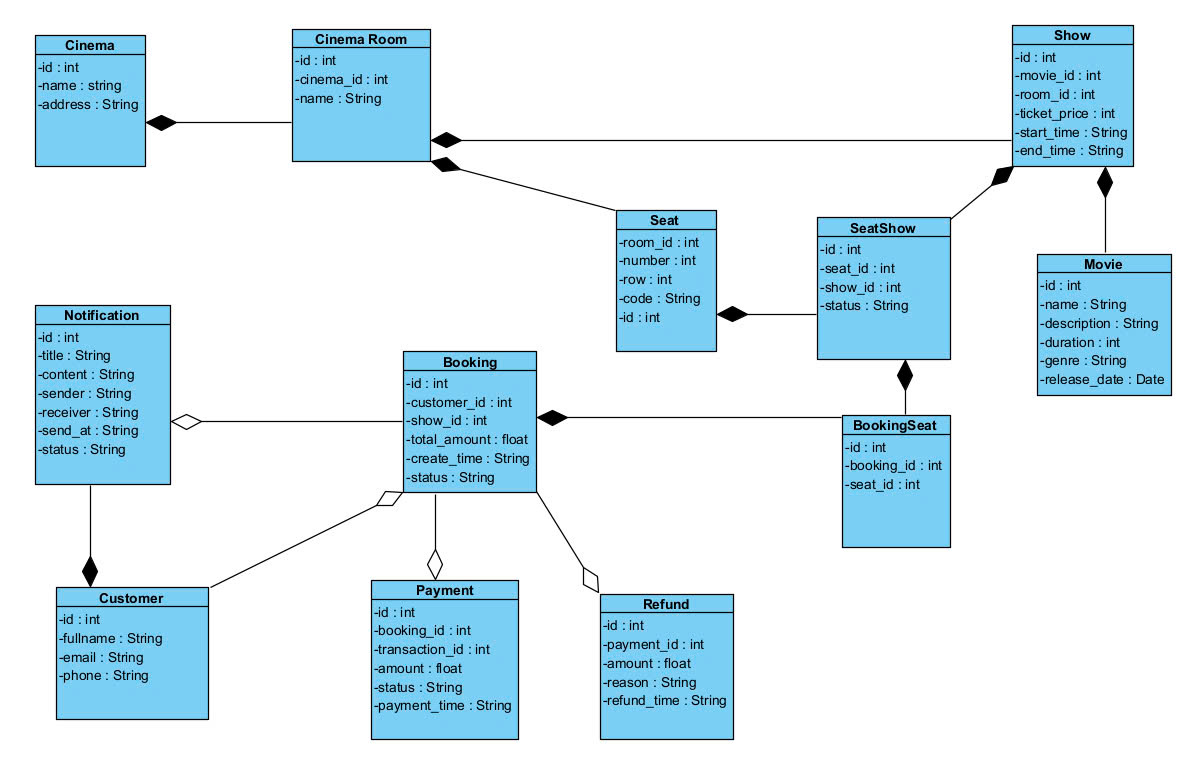 Cinema
-id : int
-name : string
-address : String
Cinema Room
-id : int
-cinema_id : int
-name : String
Show
-id : int
-movie_id : int
-room_id : int
-ticket_price : int
-start_time : String
-end_time : String
Seat
-room_id : int
-number : int
-row : int
-code : String
-id : int
SeatShow
-id : int
-seat_id : int
-show_id : int
-status : String
Movie
-id : int
-name : String
-description : String
-duration : int
-genre : String
-release_date : Date
Notification
-id : int
-title : String
-content : String
-sender : String
-receiver : String
-send_at : String
-status : String
Booking
-id : int
-customer_id : int
-show_id : int
-total_amount : float
-create_time : String
-status : String
BookingSeat
-id : int
-booking_id : int
-seat_id : int
Customer
-id : int
-fullname : String
-email : String
-phone : String
Payment
-id : int
-booking_id : int
-transaction_id : int
-amount : float
-status : String
-payment_time : String
Refund
-id : int
-payment_id : int
-amount : float
-reason : String
-refund_time : String